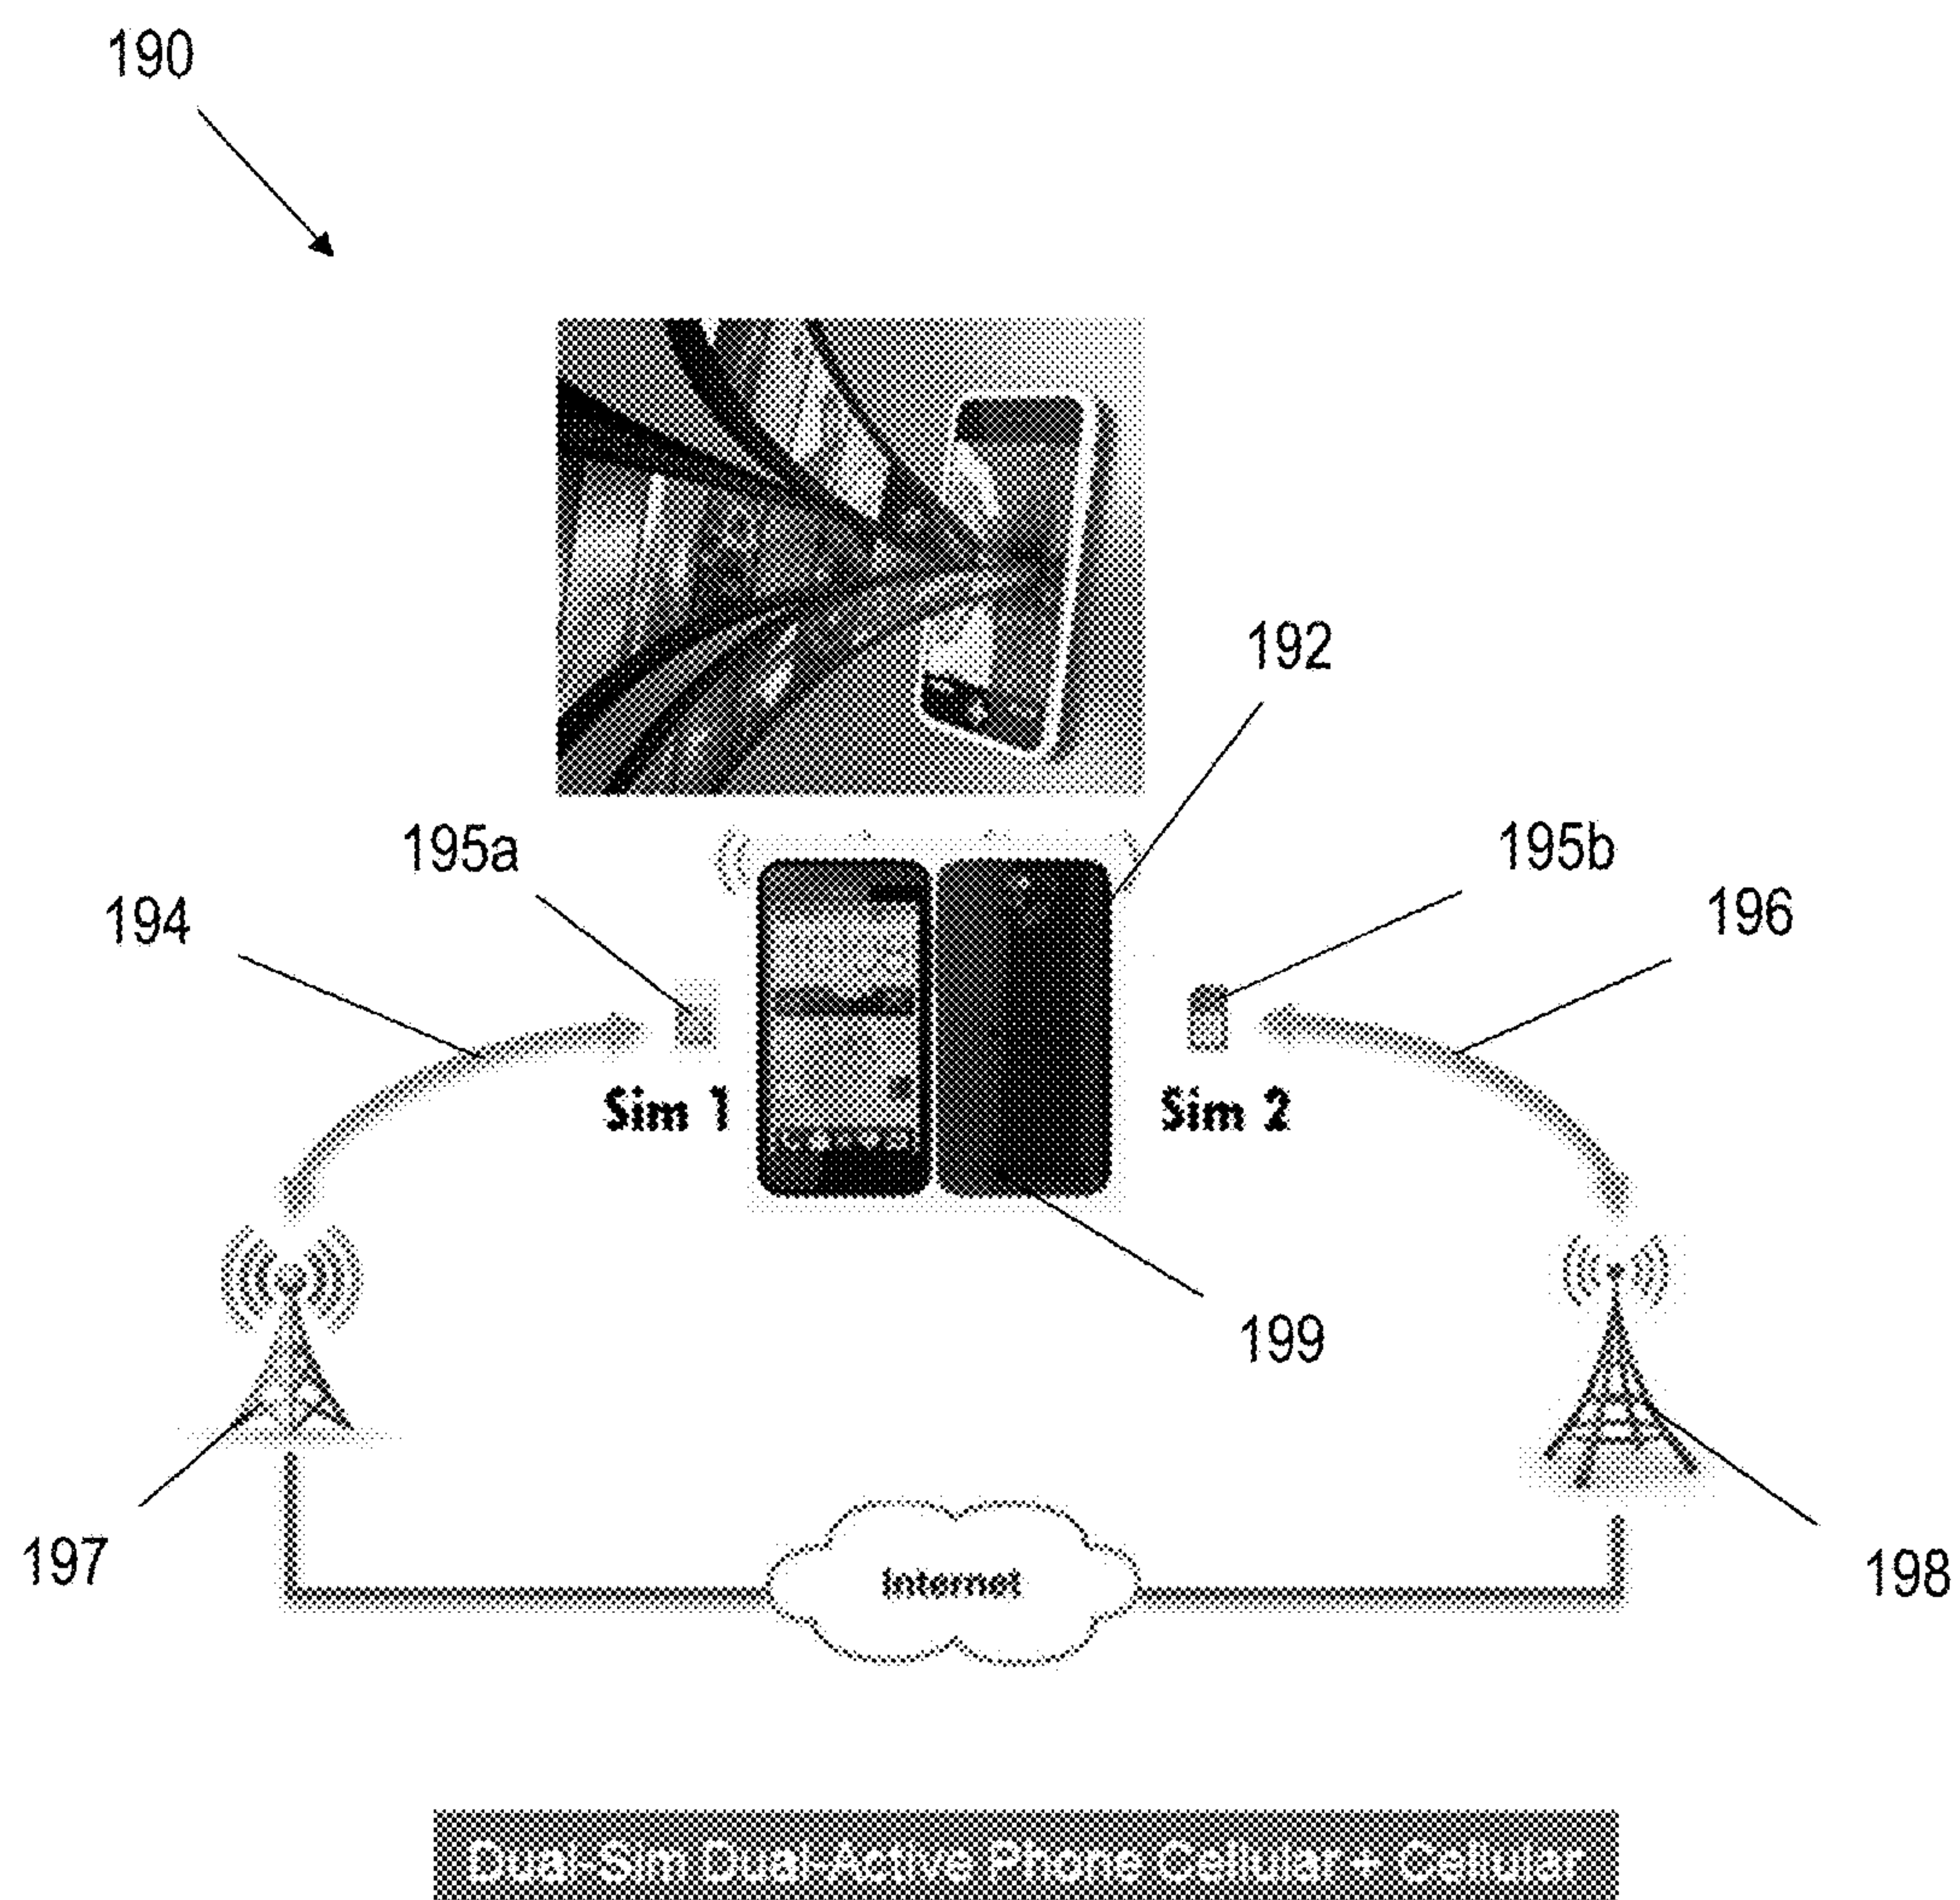 190
192
195a
195b
194
196
Sim 1
Sim 2
199
197
Internet
198
Dual-Sim Dual-Active Phone Cellular + Cellular